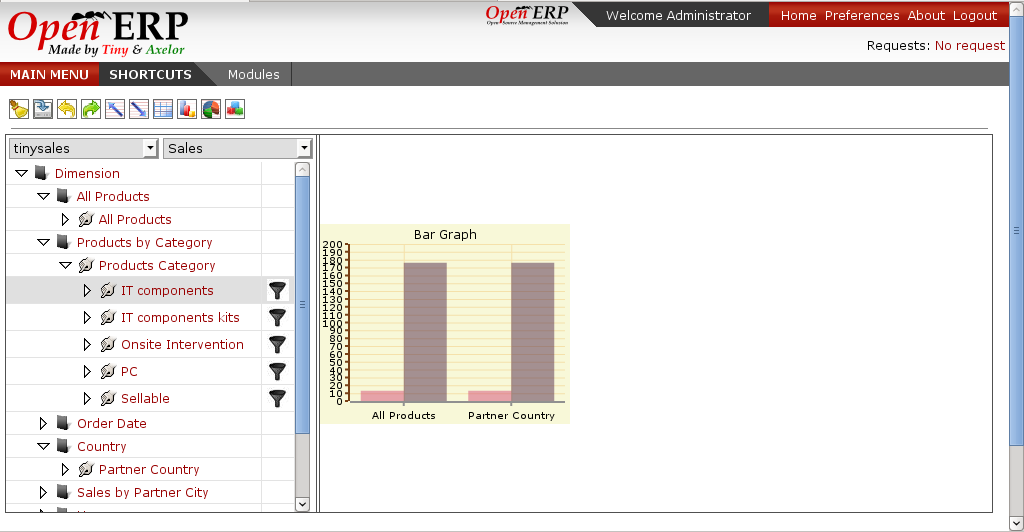 Open ERP
Made by Tiny & Axelor
Open ERP
Open Source Management Solution
Welcome Administrator
Home Preferences About Logout
Requests: No request
MAIN MENU SHORTCUTS Modules
tinysales Sales
Dimension
All Products
All Products
Products by Category
Products Category
IT components
IT components kits
Onsite Intervention
PC
Sellable
Order Date
Country
Partner Country
Sales by Partner City
Bar Graph
200
190
180
170
160
150
140
130
120
110
100
90
80
70
60
50
40
30
20
10
0
All Products Partner Country